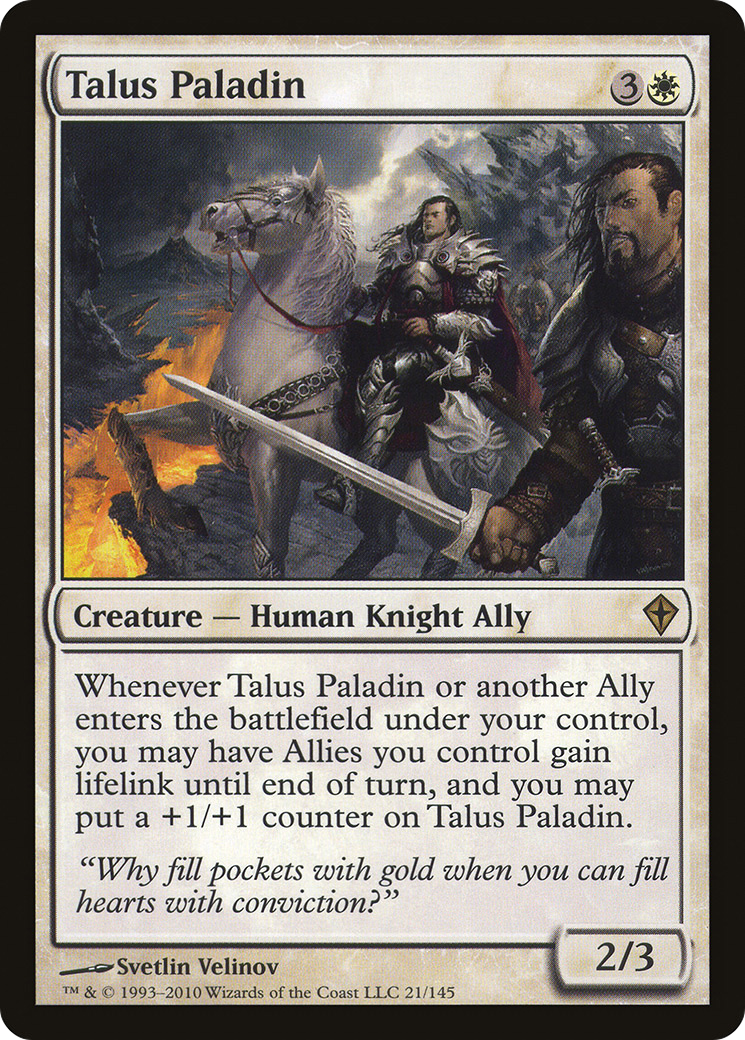 Talus Paladin 3
Creature — Human Knight Ally
Whenever Talus Paladin or another Ally
enters the battlefield under your control,
you may have Allies you control gain
lifelink until end of turn, and you may
put a +1/+1 counter on Talus Paladin.
“Why fill pockets with gold when you can fill
hearts with conviction?”
2/3
Svetlin Velinov
™ & © 1993–2010 Wizards of the Coast LLC 21/145